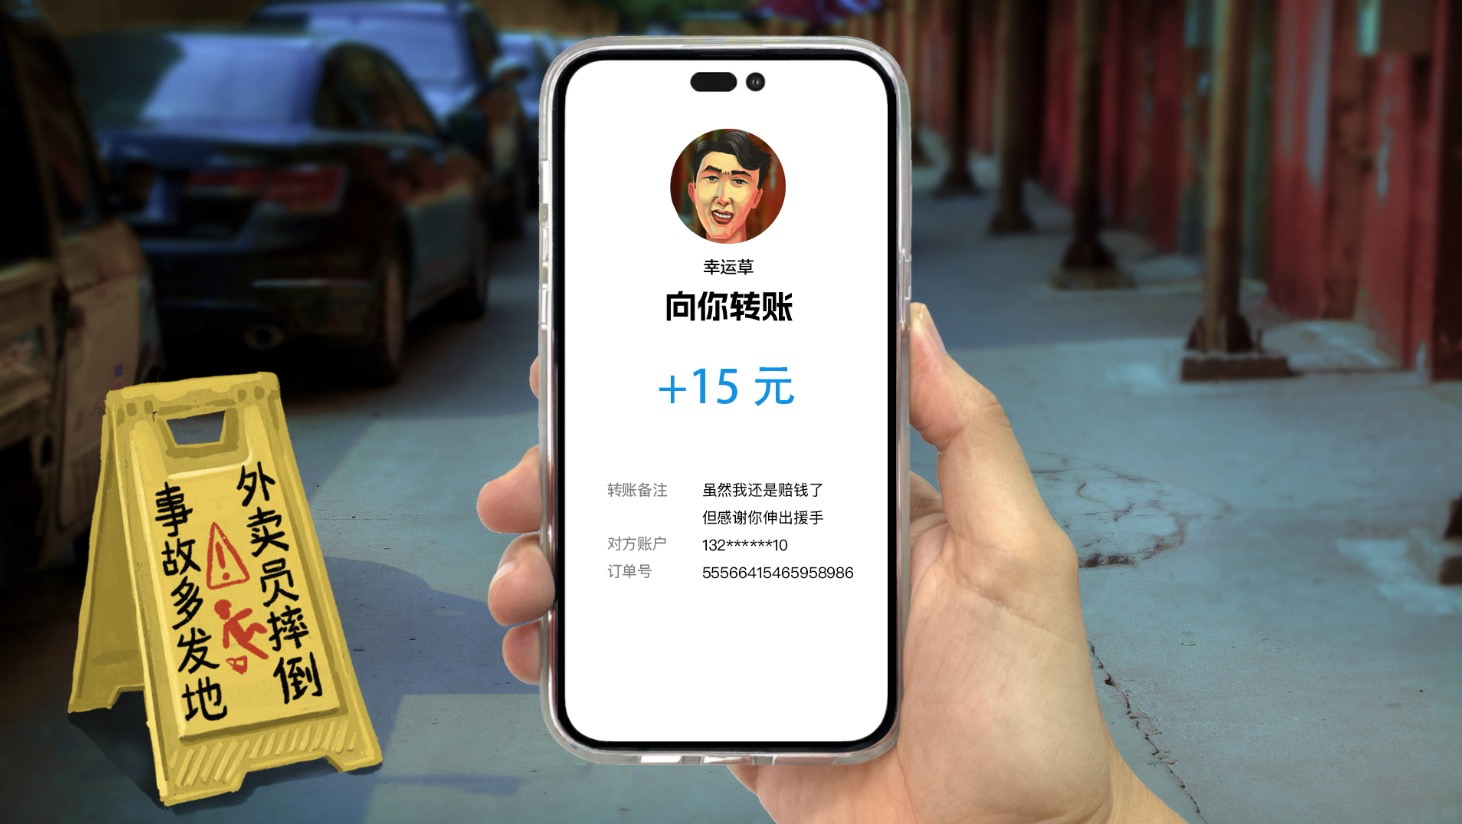 外卖员摔倒
事故多发地
幸运草
向你转账
+15 元
转账备注 虽然我还是赔钱了
但感谢你伸出援手
对方账户 132******10
订单号 55566415465958986